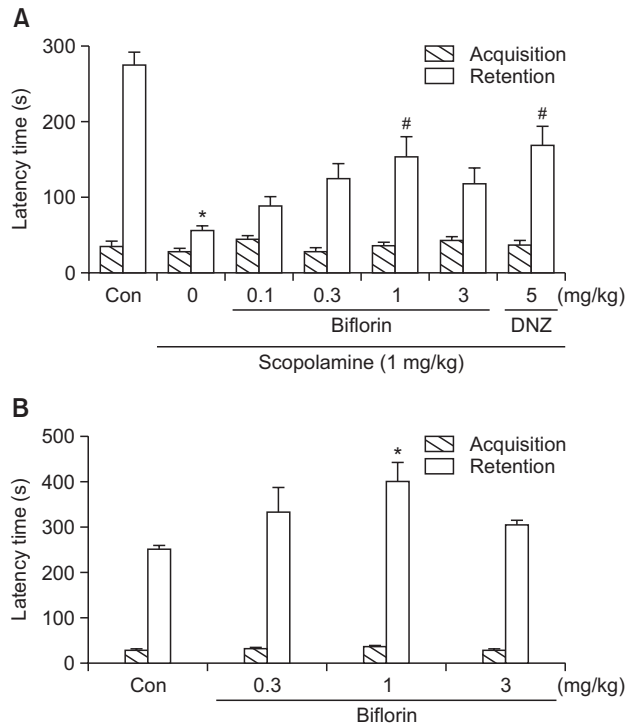 A
300
200
100
0
Latency time (s)
Acquisition
Retention
*
#
#
Con 0 0.1 0.3 1 3 5 (mg/kg)
Biflorin DNZ
Scopolamine (1 mg/kg)
B
500
400
300
200
100
0
Latency time (s)
Acquisition
Retention
*
Con 0.3 1 3 (mg/kg)
Biflorin